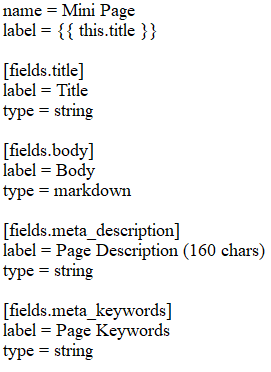 name = Mini Page
label = {{ this.title }}
[fields.title]
label = Title
type = string
[fields.body]
label = Body
type = markdown
[fields.meta_description]
label = Page Description (160 chars)
type = string
[fields.meta_keywords]
label = Page Keywords
type = string